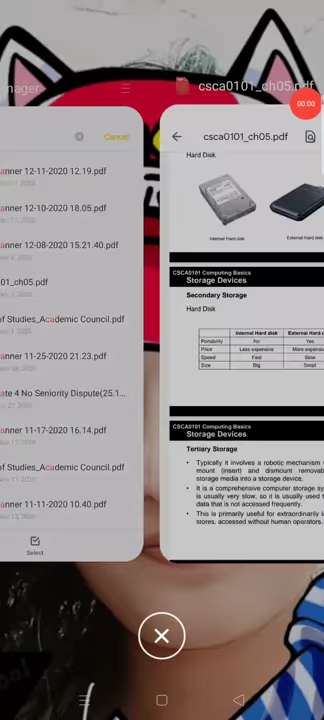 nager
csca0101_ch05.pdf
00:00
Cancel
anner 12-11-2020 12.19.pdf
anner 12-10-2020 18.05.pdf
anner 12-08-2020 15.21.40.pdf
01_ch05.pdf
of Studies_Academic Council.pdf
anner 11-25-2020 21.23.pdf
ate 4 No Seniority Dispute(25.1...
anner 11-17-2020 16.14.pdf
of Studies_Academic Council.pdf
anner 11-11-2020 10.40.pdf
Select
csca0101_ch05.pdf
Hard Disk
Internal Hard disk
External Hard d
CSCA0101 Computing Basics
Storage Devices
Secondary Storage
Hard Disk
Internal Hard disk External Hard d
Portability No Yes
Price Less expensive More expens
Speed Fast Slow
Size Big Small
CSCA0101 Computing Basics
Storage Devices
Tertiary Storage
• Typically it involves a robotic mechanism
mount (insert) and dismount removab
storage media into a storage device.
• It is a comprehensive computer storage sy
is usually very slow, so it is usually used t
data that is not accessed frequently.
• This is primarily useful for extraordinarily la
stores, accessed without human operators.